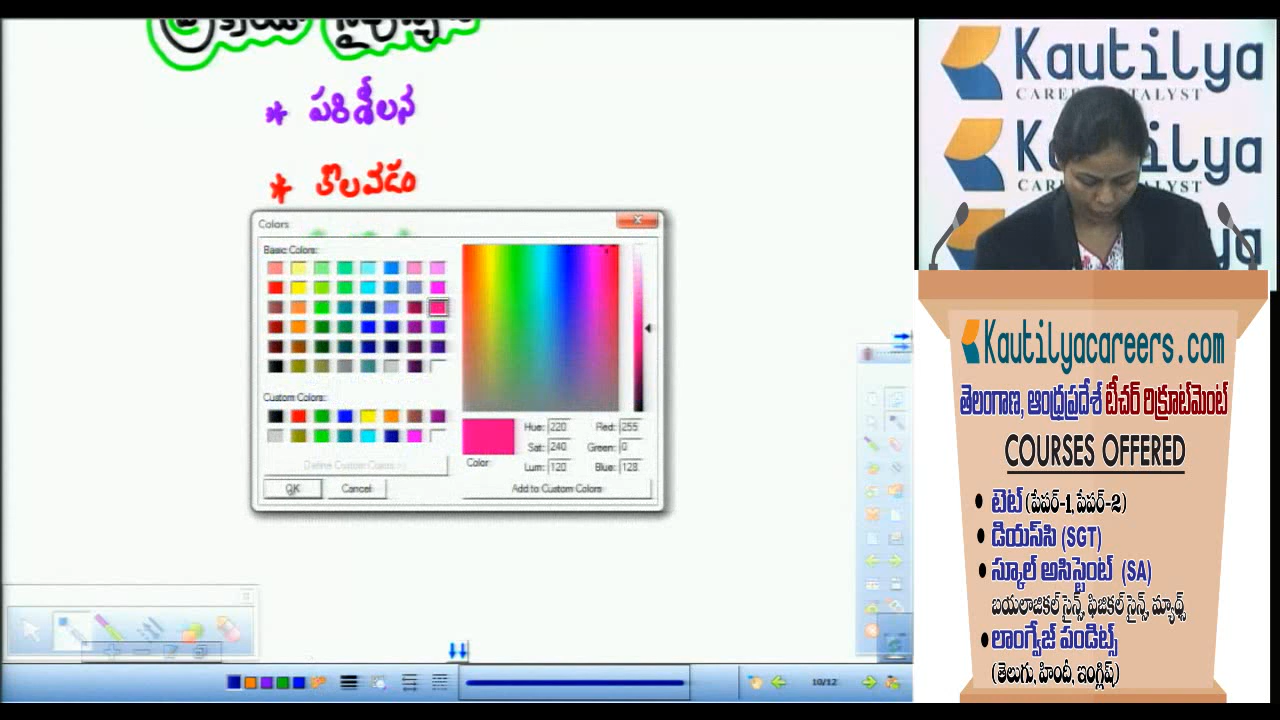 నైపుణ్య
* పరిశీలన
* కొలవడం
Colors
Basic Colors:
Custom Colors:
Define Custom Colors >>
OK Cancel
Hue: 220 Red: 255
Sat: 240 Green: 0
Color: Lum: 120 Blue: 128
Add to Custom Colors
10/12
Kautilya
CAREER CATALYST
Kautilya
CAREER CATALYST
Kautilyacareers.com
తెలంగాణ, ఆంధ్రప్రదేశ్ టీచర్ రిక్రూట్‌మెంట్
COURSES OFFERED
• టెట్ (పేపర్-1, పేపర్-2)
• డియస్‌సి (SGT)
• స్కూల్ అసిస్టెంట్ (SA)
బయలాజికల్ సైన్స్, ఫిజికల్ సైన్స్, మ్యాథ్స్
• లాంగ్వేజ్ పండిట్స్
(తెలుగు, హిందీ, ఇంగ్లీష్)